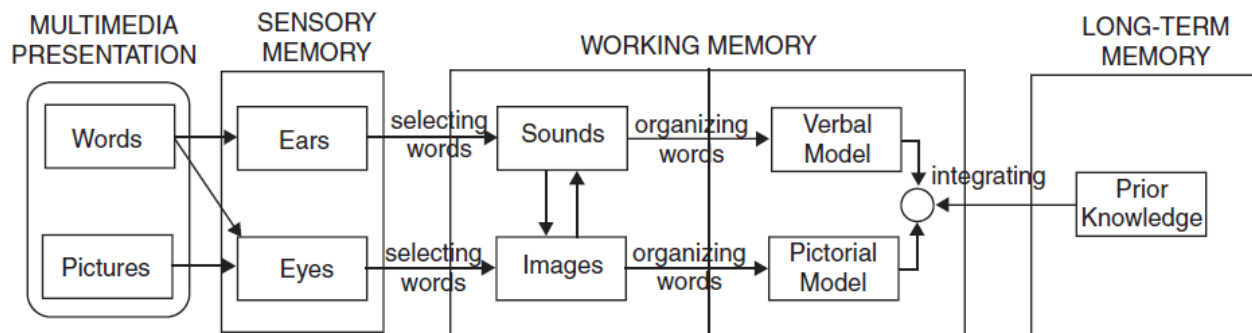 MULTIMEDIA
PRESENTATION
SENSORY
MEMORY
WORKING MEMORY
LONG-TERM
MEMORY
Words
Ears
selecting
words
Sounds
organizing
words
Verbal
Model
integrating
Prior
Knowledge
Pictures
Eyes
selecting
words
Images
organizing
words
Pictorial
Model